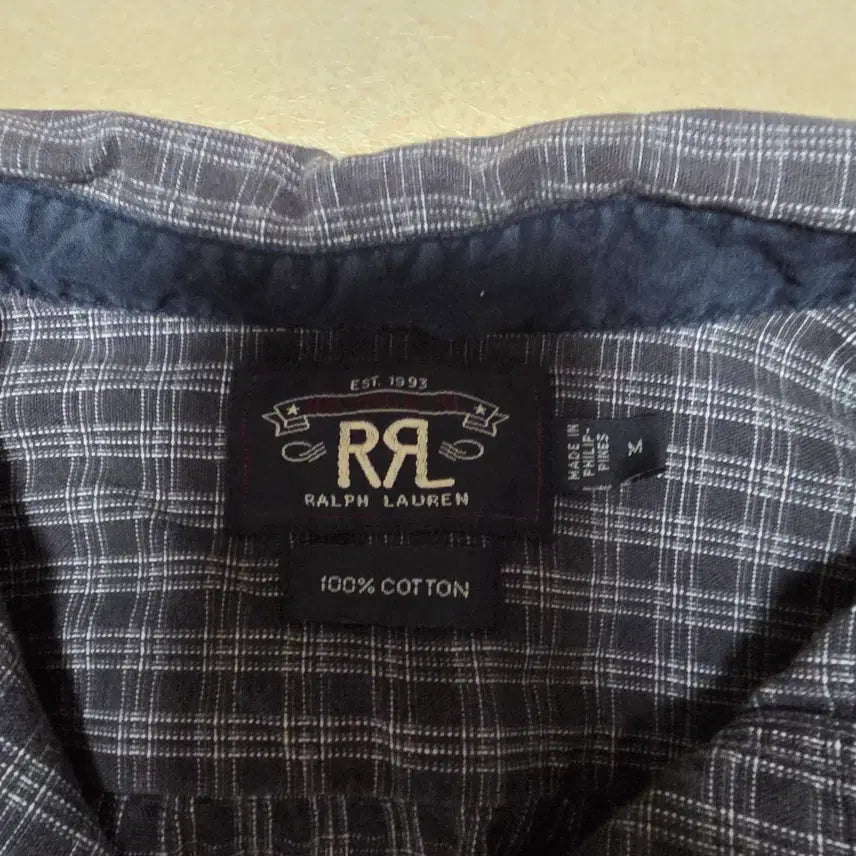 EST. 1993
RRL
RALPH LAUREN
MADE IN
PHILIP-
PINES
M
100% COTTON